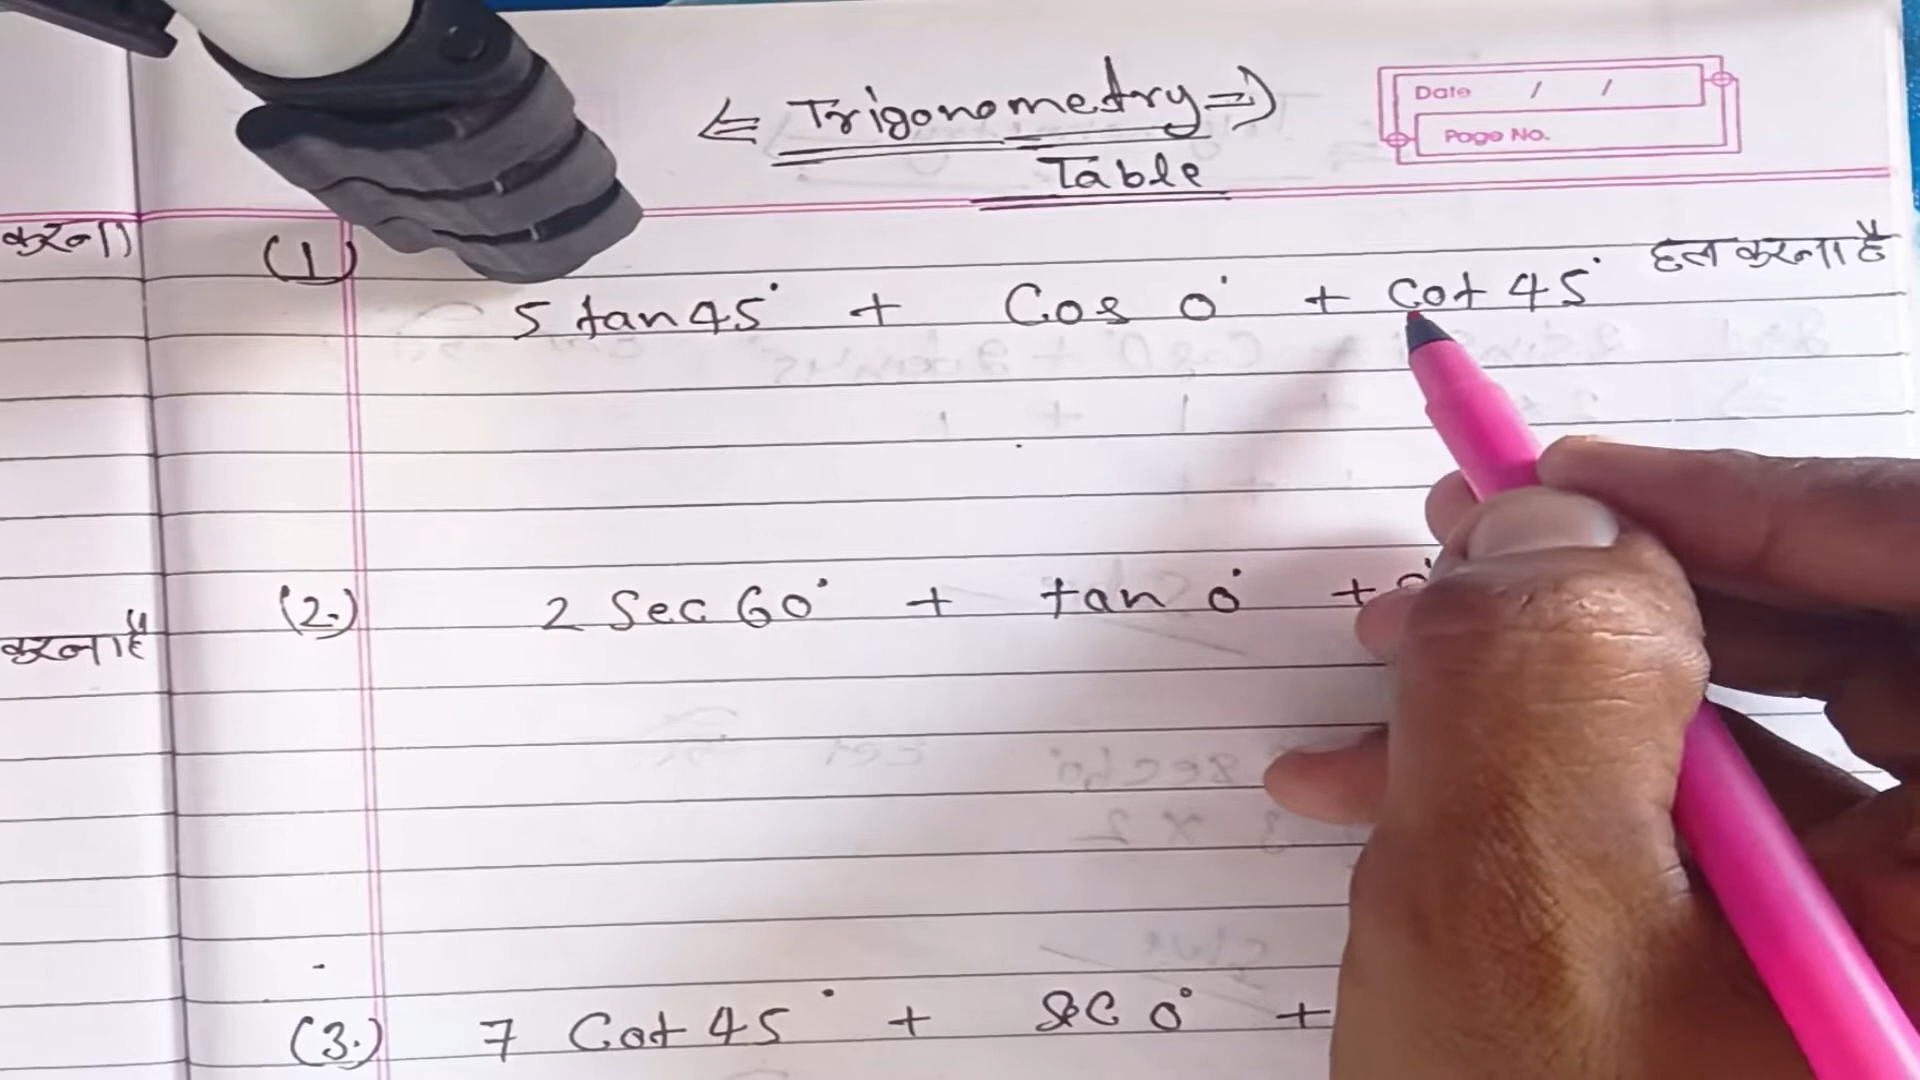 ⇐ Trigonometry ⇒
Table
Date / /
Page No.
करना
(1)
5 tan 45° + Cos 0° + Cot 45° हल करना है
(2.) 2 Sec 60° + tan 0° +
करना है
(3.) 7 Cot 45° + sec 0° +